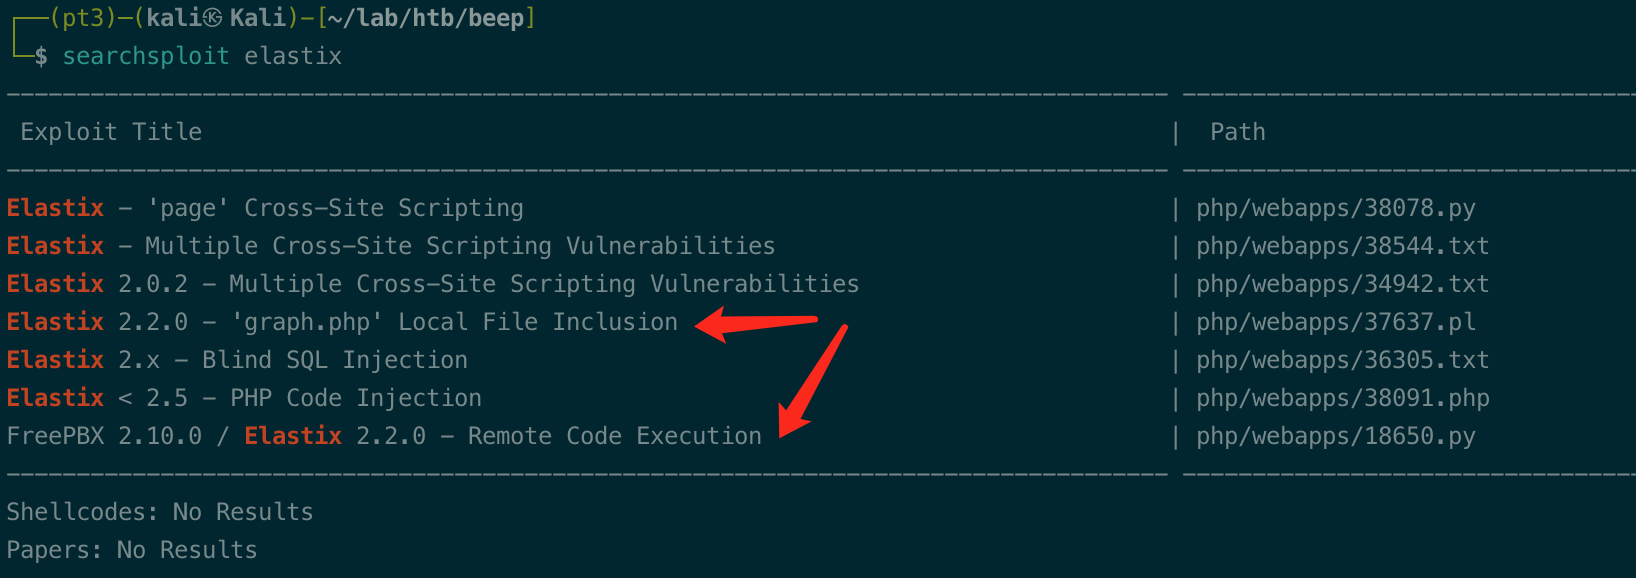 (pt3)-(kali㉿Kali)-[~/lab/htb/beep]
$ searchsploit elastix
Exploit Title | Path
Elastix - 'page' Cross-Site Scripting | php/webapps/38078.py
Elastix - Multiple Cross-Site Scripting Vulnerabilities | php/webapps/38544.txt
Elastix 2.0.2 - Multiple Cross-Site Scripting Vulnerabilities | php/webapps/34942.txt
Elastix 2.2.0 - 'graph.php' Local File Inclusion | php/webapps/37637.pl
Elastix 2.x - Blind SQL Injection | php/webapps/36305.txt
Elastix < 2.5 - PHP Code Injection | php/webapps/38091.php
FreePBX 2.10.0 / Elastix 2.2.0 - Remote Code Execution | php/webapps/18650.py
Shellcodes: No Results
Papers: No Results